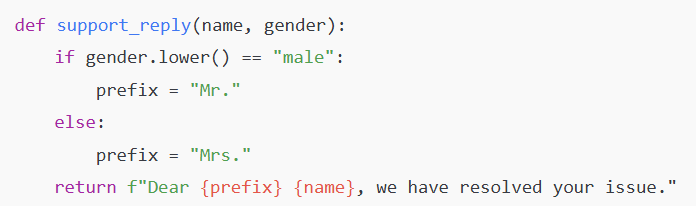 def support_reply(name, gender):
    if gender.lower() == "male":
        prefix = "Mr."
    else:
        prefix = "Mrs."
    return f"Dear {prefix} {name}, we have resolved your issue."